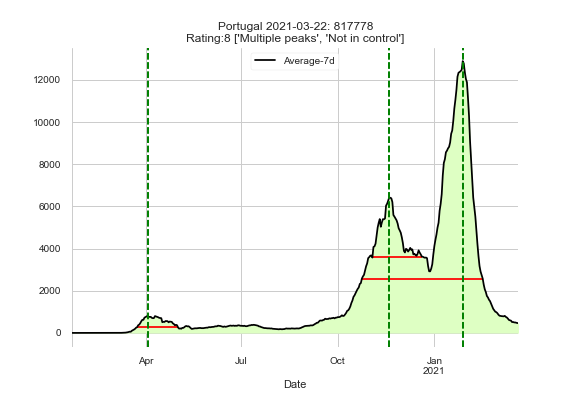 Portugal 2021-03-22: 817778
Rating:8 ['Multiple peaks', 'Not in control']
Average-7d
12000
10000
8000
6000
4000
2000
0
Apr
Jul
Oct
Jan
2021
Date